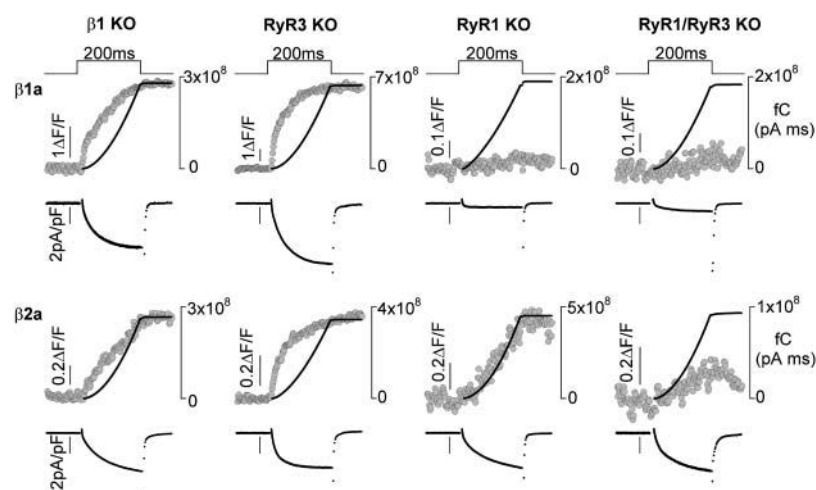 β1 KO RyR3 KO RyR1 KO RyR1/RyR3 KO
200ms 200ms 200ms 200ms
β1a
1ΔF/F 3x10⁸ 0
1ΔF/F 7x10⁸ 0
0.1ΔF/F 2x10⁸ 0
0.1ΔF/F 2x10⁸ fC (pA ms) 0
2pA/pF
β2a
0.2ΔF/F 3x10⁸ 0
0.2ΔF/F 4x10⁸ 0
0.2ΔF/F 5x10⁸ 0
0.2ΔF/F 1x10⁸ fC (pA ms) 0
2pA/pF